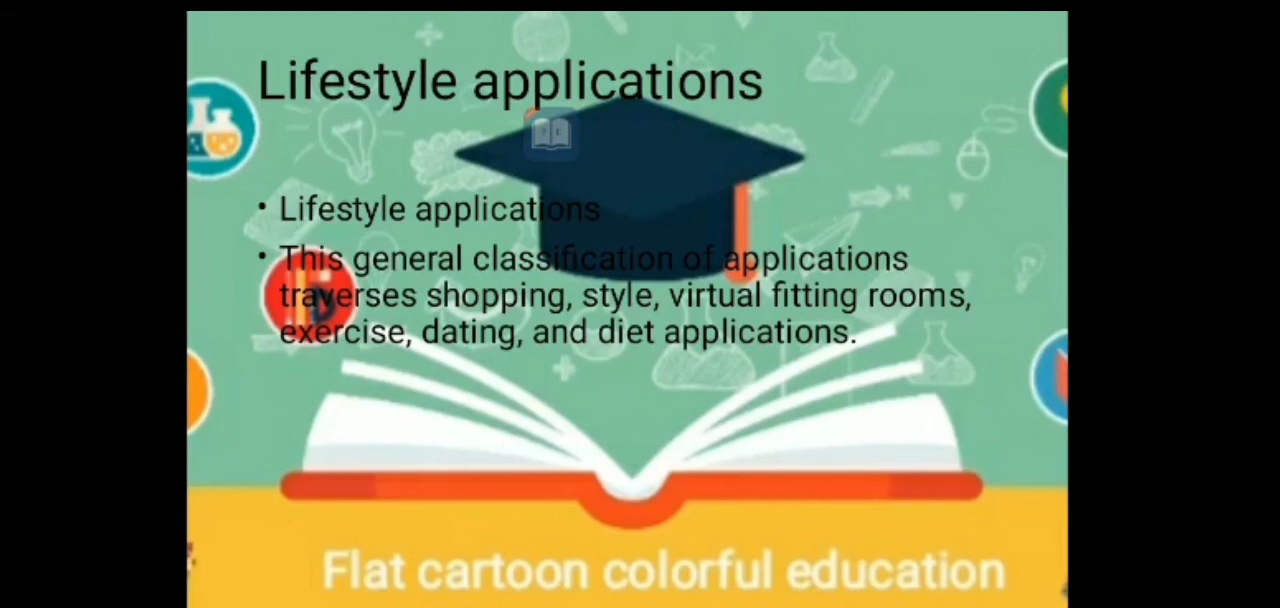 Lifestyle applications
• Lifestyle applications
• This general classification of applications
traverses shopping, style, virtual fitting rooms,
exercise, dating, and diet applications.
Flat cartoon colorful education